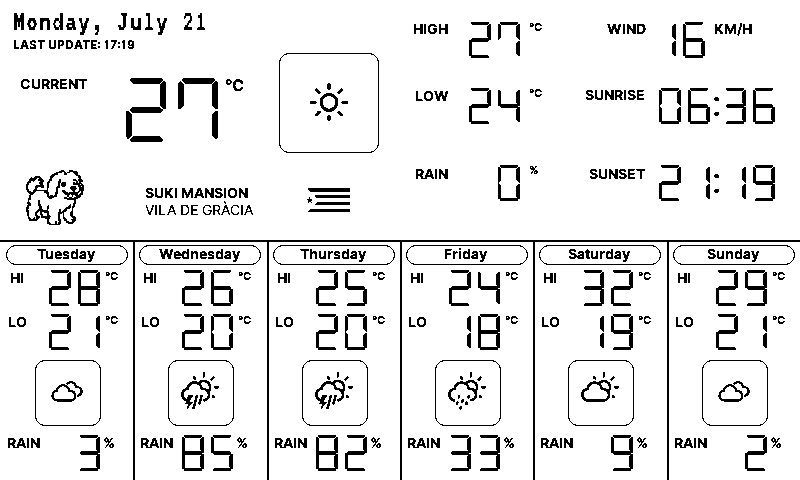 Monday, July 21
LAST UPDATE: 17:19
CURRENT 27°C
SUKI MANSION
VILA DE GRÀCIA
HIGH 27°C
LOW 24°C
RAIN 0%
WIND 16 KM/H
SUNRISE 06:36
SUNSET 21:19
Tuesday
HI 28°C
LO 21°C
RAIN 3%
Wednesday
HI 26°C
LO 20°C
RAIN 85%
Thursday
HI 25°C
LO 20°C
RAIN 82%
Friday
HI 24°C
LO 18°C
RAIN 33%
Saturday
HI 32°C
LO 19°C
RAIN 9%
Sunday
HI 29°C
LO 21°C
RAIN 2%